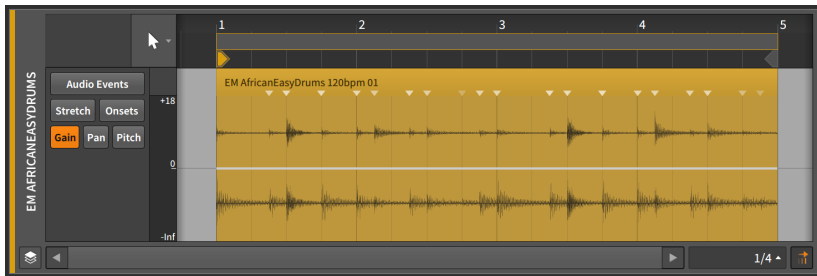 1 2 3 4 5
EM AFRICANEASYDRUMS
EM AfricanEasyDrums 120bpm 01
Audio Events
Stretch Onsets
Gain Pan Pitch
+18
0
-Inf
1/4